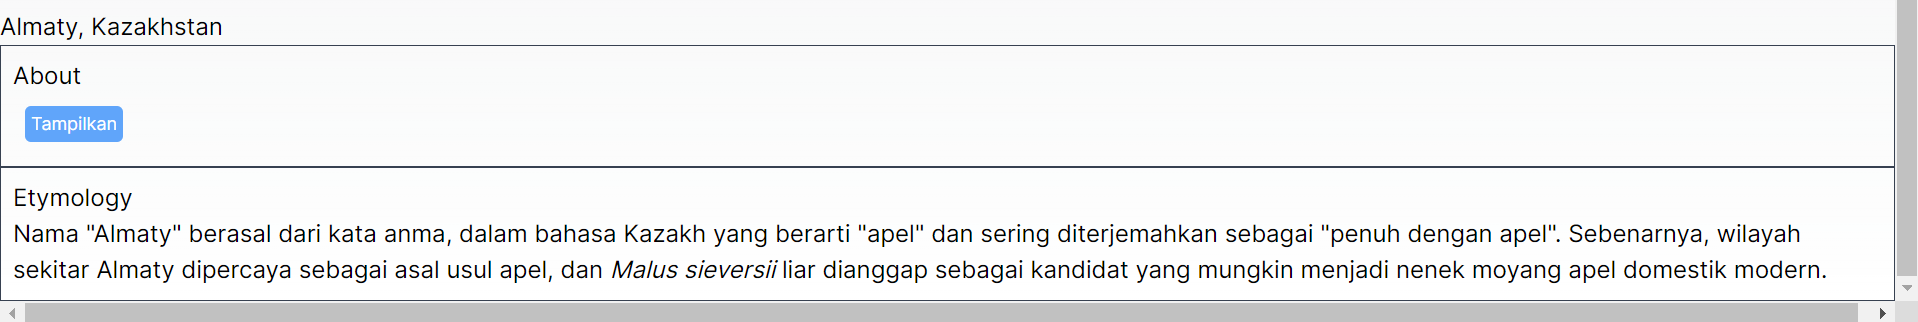 Almaty, Kazakhstan
About
Tampilkan
Etymology
Nama "Almaty" berasal dari kata anma, dalam bahasa Kazakh yang berarti "apel" dan sering diterjemahkan sebagai "penuh dengan apel". Sebenarnya, wilayah
sekitar Almaty dipercaya sebagai asal usul apel, dan Malus sieversii liar dianggap sebagai kandidat yang mungkin menjadi nenek moyang apel domestik modern.